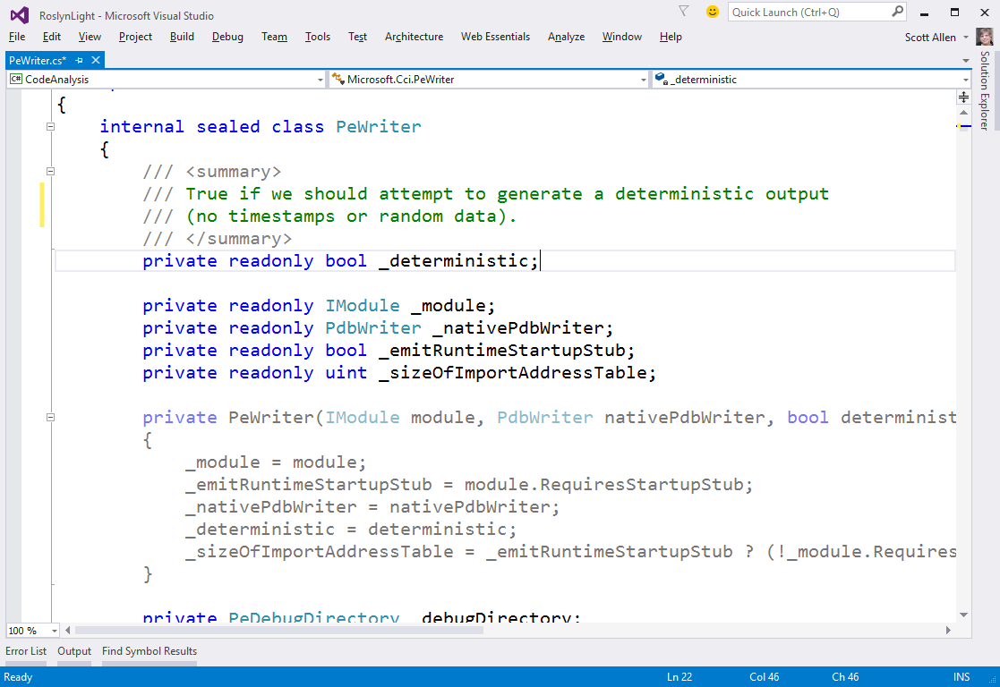 RoslynLight - Microsoft Visual Studio
Quick Launch (Ctrl+Q)
File Edit View Project Build Debug Team Tools Test Architecture Web Essentials Analyze Window Help
Scott Allen
PeWriter.cs*
Solution Explorer
C# CodeAnalysis Microsoft.Cci.PeWriter _deterministic
{
internal sealed class PeWriter
{
/// <summary>
/// True if we should attempt to generate a deterministic output
/// (no timestamps or random data).
/// </summary>
private readonly bool _deterministic;
private readonly IModule _module;
private readonly PdbWriter _nativePdbWriter;
private readonly bool _emitRuntimeStartupStub;
private readonly uint _sizeOfImportAddressTable;
private PeWriter(IModule module, PdbWriter nativePdbWriter, bool determinist
{
_module = module;
_emitRuntimeStartupStub = module.RequiresStartupStub;
_nativePdbWriter = nativePdbWriter;
_deterministic = deterministic;
_sizeOfImportAddressTable = _emitRuntimeStartupStub ? (!_module.Requires
}
private PeDebugDirectory _debugDirectory;
100 %
Error List Output Find Symbol Results
Ready Ln 22 Col 46 Ch 46 INS